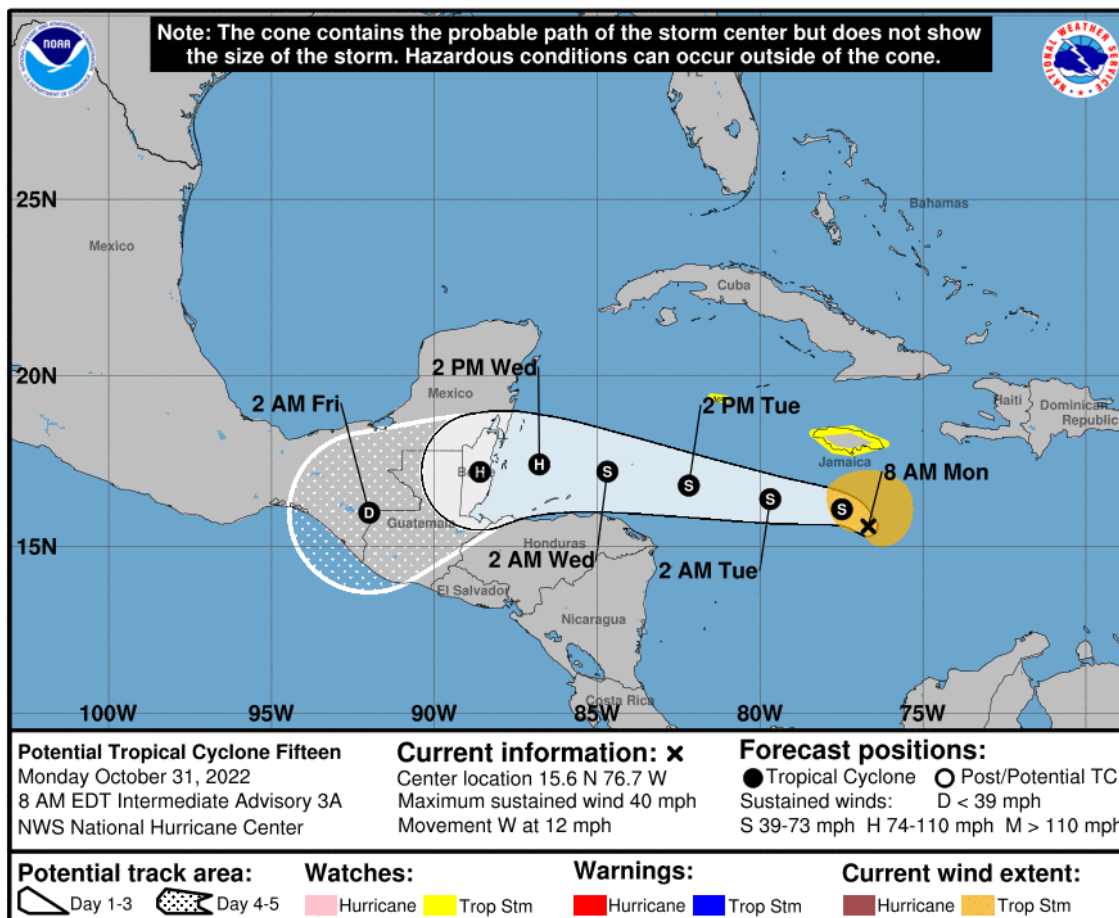 Note: The cone contains the probable path of the storm center but does not show
the size of the storm. Hazardous conditions can occur outside of the cone.
NOAA
NATIONAL WEATHER SERVICE
FL
25N
Mexico
Bahamas
Cuba
20N
2 PM Wed
Mexico
2 AM Fri
2 PM Tue
Haiti
Dominican
Republic
Jamaica
8 AM Mon
H
H
S
S
S
S
D
Guatemala
15N
Honduras
2 AM Wed
2 AM Tue
El Salvador
Nicaragua
Costa Rica
100W 95W 90W 85W 80W 75W
Potential Tropical Cyclone Fifteen
Monday October 31, 2022
8 AM EDT Intermediate Advisory 3A
NWS National Hurricane Center
Current information: x
Center location 15.6 N 76.7 W
Maximum sustained wind 40 mph
Movement W at 12 mph
Forecast positions:
Tropical Cyclone Post/Potential TC
Sustained winds: D < 39 mph
S 39-73 mph H 74-110 mph M > 110 mph
Potential track area:
Day 1-3 Day 4-5
Watches:
Hurricane Trop Stm
Warnings:
Hurricane Trop Stm
Current wind extent:
Hurricane Trop Stm